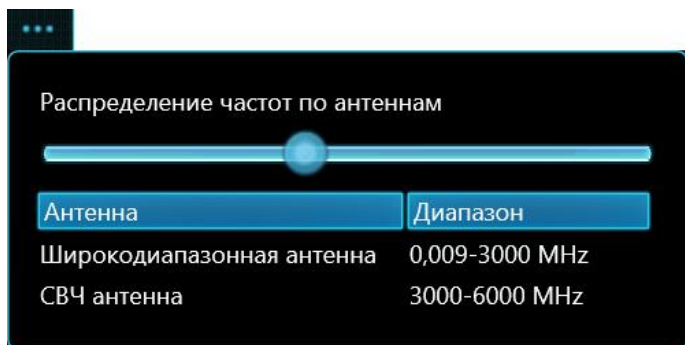 Распределение частот по антеннам
Антенна Диапазон
Широкодиапазонная антенна 0,009-3000 MHz
СВЧ антенна 3000-6000 MHz